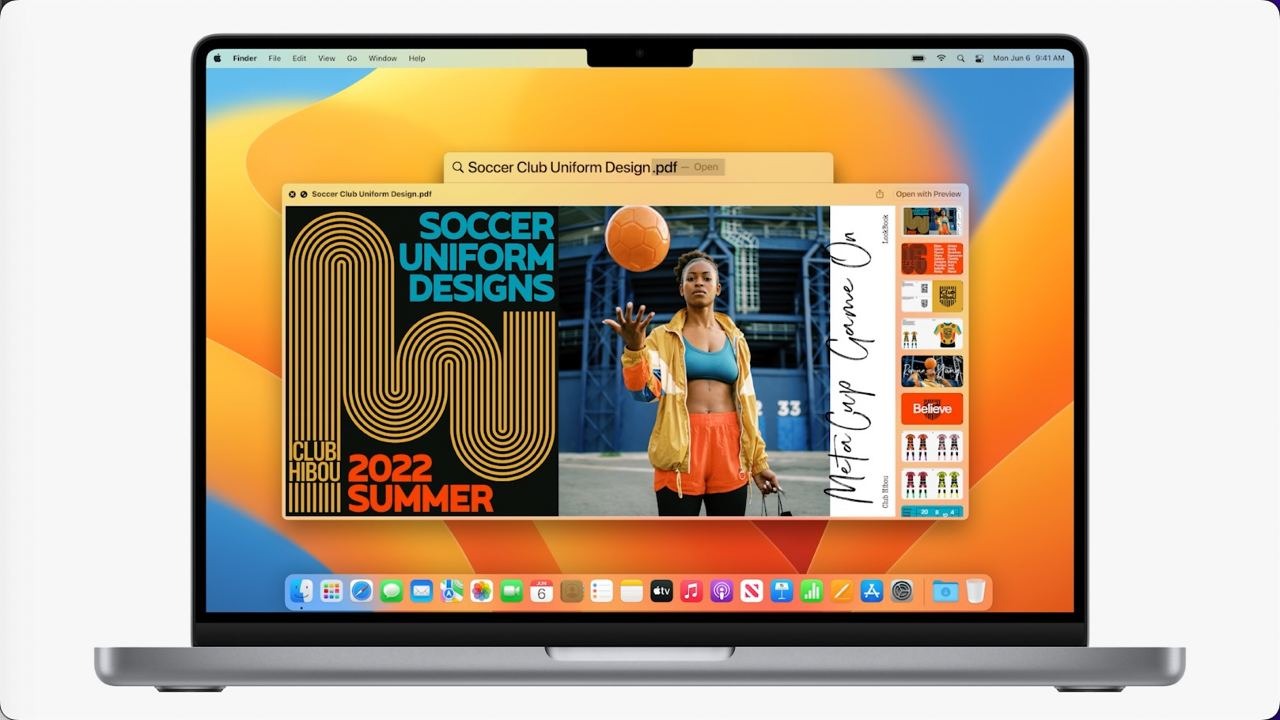 Finder File Edit View Go Window Help
Mon Jun 6 9:41 AM
Soccer Club Uniform Design.pdf — Open
Soccer Club Uniform Design.pdf
Open with Preview
SOCCER
UNIFORM
DESIGNS
CLUB
HIBOU
2022
SUMMER
33
MetaCup Game On
LookBook
Club Hibou
Believe
JUN
6
tv